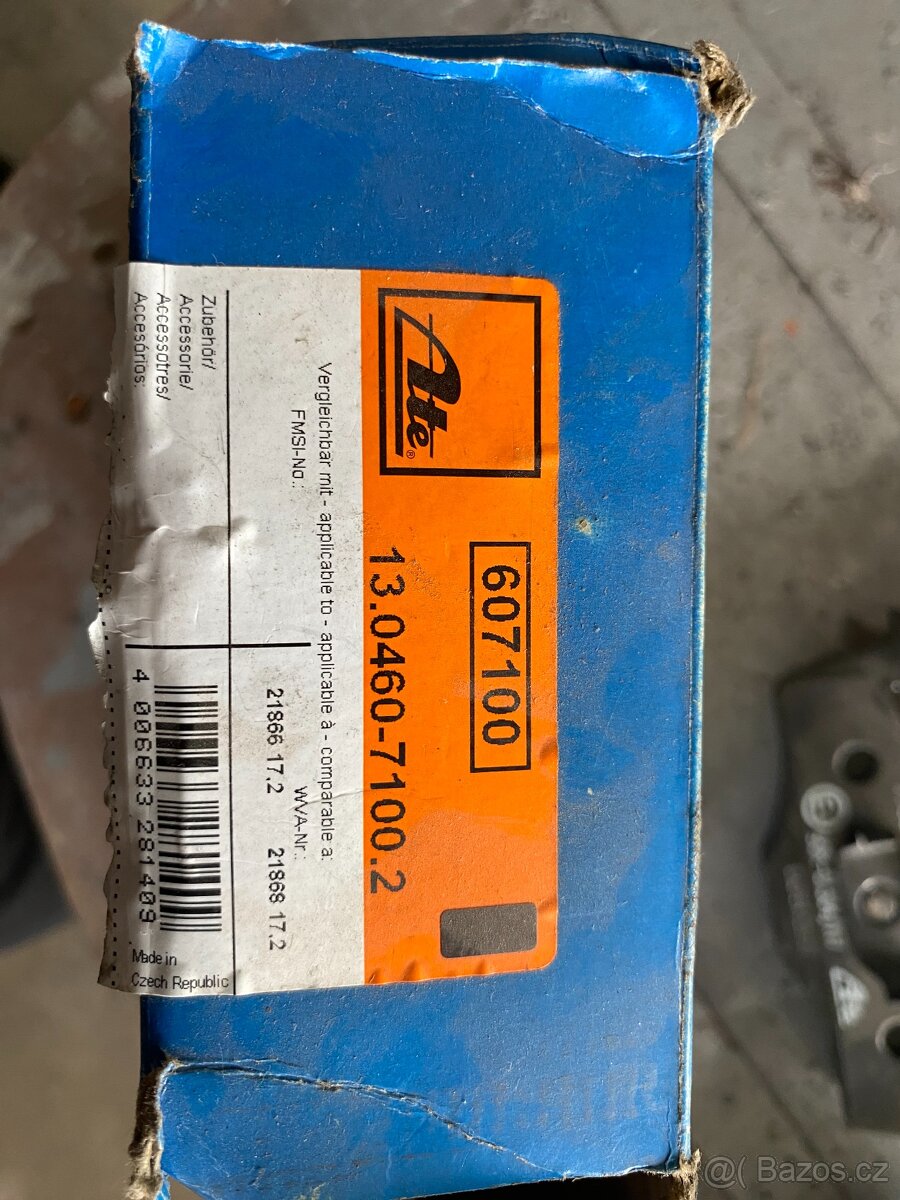 Ate®
607100
13.0460-7100.2
Vergleichbar mit - applicable to - applicable à - comparable a:
FMSI-No.: WVA-Nr.:
21866 17.2 21868 17.2
Zubehör/
Accessorie/
Accessoires/
Accesórios:
4 006633 281409
Made in
Czech Republic
@( Bazos.cz